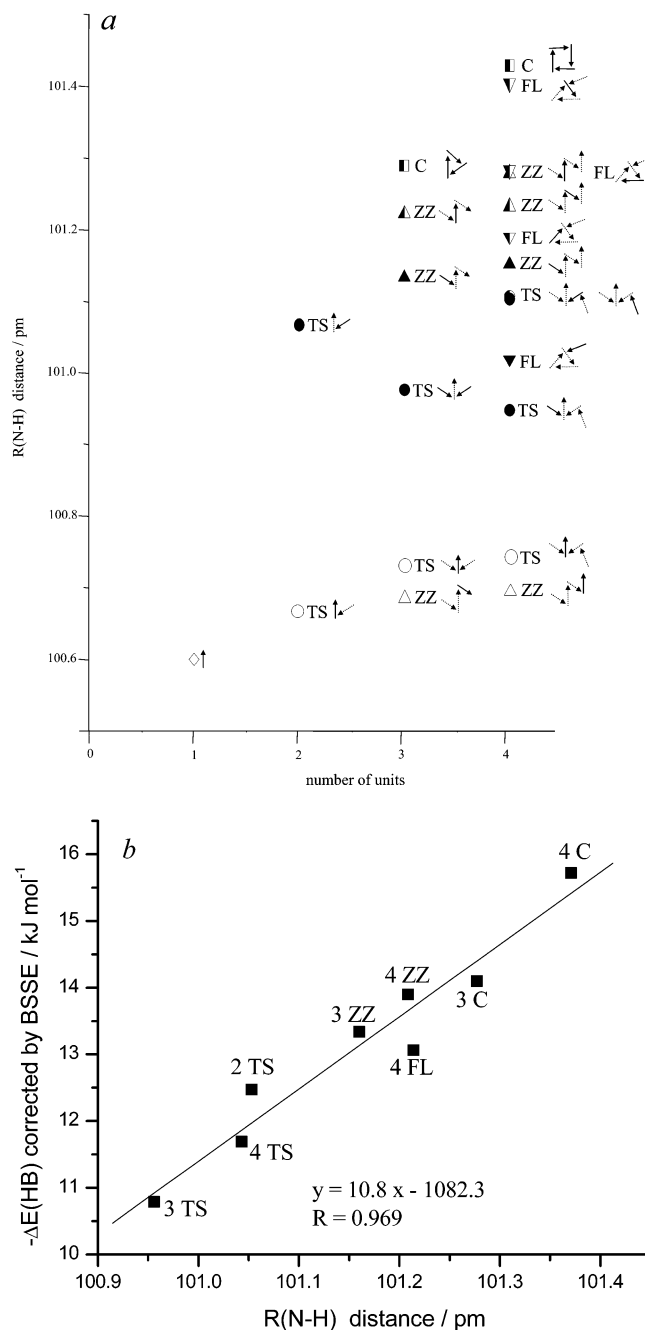 a
101.4
C
FL
C
ZZ
FL
ZZ
ZZ
101.2
FL
ZZ
ZZ
TS
TS
R(N-H) distance / pm
101.0
FL
TS
TS
100.8
TS
TS
ZZ
ZZ
TS
100.6
0
1
2
3
4
number of units
b
16
4 C
15
4 ZZ
14
3 ZZ
3 C
4 FL
13
2 TS
12
4 TS
11
3 TS
y = 10.8 x - 1082.3
R = 0.969
10
-ΔE(HB) corrected by BSSE / kJ mol⁻¹
100.9 101.0 101.1 101.2 101.3 101.4
R(N-H) distance / pm